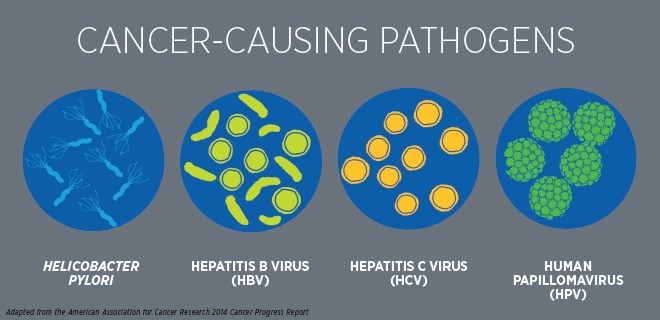 CANCER-CAUSING PATHOGENS
HELICOBACTER
PYLORI
HEPATITIS B VIRUS
(HBV)
HEPATITIS C VIRUS
(HCV)
HUMAN
PAPILLOMAVIRUS
(HPV)
Adapted from the American Association for Cancer Research 2014 Cancer Progress Report